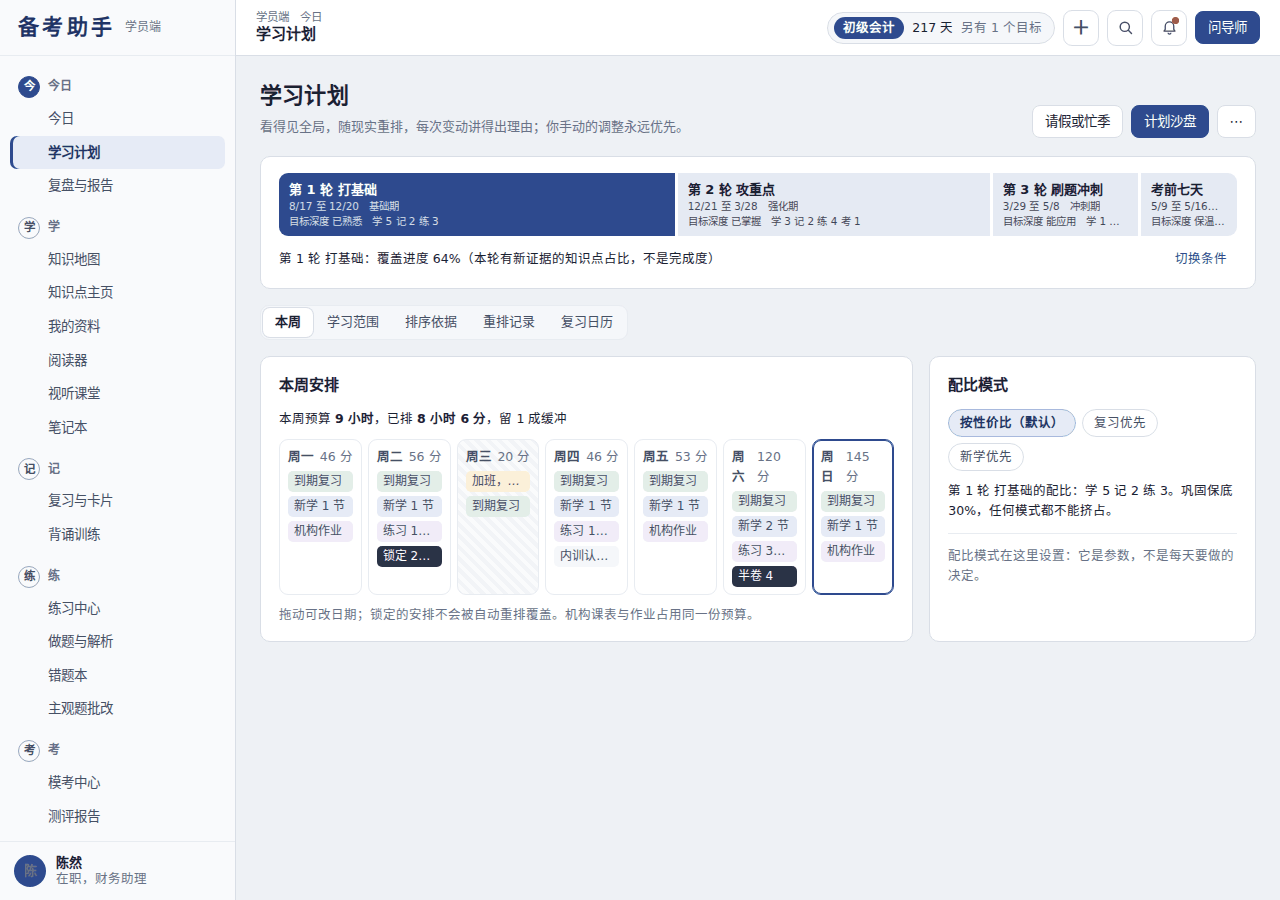 备考助手 学员端
今 今日
今日
学习计划
复盘与报告
学 学
知识地图
知识点主页
我的资料
阅读器
视听课堂
笔记本
记 记
复习与卡片
背诵训练
练 练
练习中心
做题与解析
错题本
主观题批改
考 考
模考中心
测评报告
陈 陈然
在职，财务助理
学员端 今日
学习计划
初级会计 217 天 另有 1 个目标
问导师
学习计划
看得见全局，随现实重排，每次变动讲得出理由；你手动的调整永远优先。
请假或忙季 计划沙盘 ⋯
第 1 轮 打基础
8/17 至 12/20 基础期
目标深度 已熟悉 学 5 记 2 练 3
第 2 轮 攻重点
12/21 至 3/28 强化期
目标深度 已掌握 学 3 记 2 练 4 考 1
第 3 轮 刷题冲刺
3/29 至 5/8 冲刺期
目标深度 能应用 学 1 ...
考前七天
5/9 至 5/16...
目标深度 保温...
第 1 轮 打基础：覆盖进度 64%（本轮有新证据的知识点占比，不是完成度）
切换条件
本周 学习范围 排序依据 重排记录 复习日历
本周安排
本周预算 9 小时，已排 8 小时 6 分，留 1 成缓冲
周一 46 分
到期复习
新学 1 节
机构作业
周二 56 分
到期复习
新学 1 节
练习 1...
锁定 2...
周三 20 分
加班，...
到期复习
周四 46 分
到期复习
新学 1 节
练习 1...
内训认...
周五 53 分
到期复习
新学 1 节
机构作业
周六 120 分
到期复习
新学 2 节
练习 3...
半卷 4
周日 145 分
到期复习
新学 1 节
机构作业
拖动可改日期；锁定的安排不会被自动重排覆盖。机构课表与作业占用同一份预算。
配比模式
按性价比（默认） 复习优先
新学优先
第 1 轮 打基础的配比：学 5 记 2 练 3。巩固保底
30%，任何模式都不能挤占。
配比模式在这里设置：它是参数，不是每天要做的
决定。